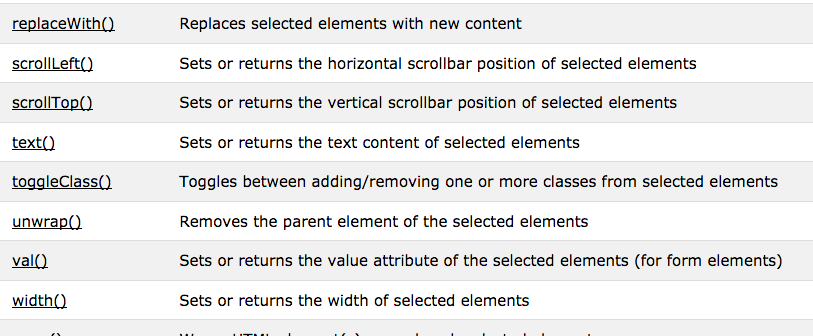 replaceWith() Replaces selected elements with new content
scrollLeft() Sets or returns the horizontal scrollbar position of selected elements
scrollTop() Sets or returns the vertical scrollbar position of selected elements
text() Sets or returns the text content of selected elements
toggleClass() Toggles between adding/removing one or more classes from selected elements
unwrap() Removes the parent element of the selected elements
val() Sets or returns the value attribute of the selected elements (for form elements)
width() Sets or returns the width of selected elements